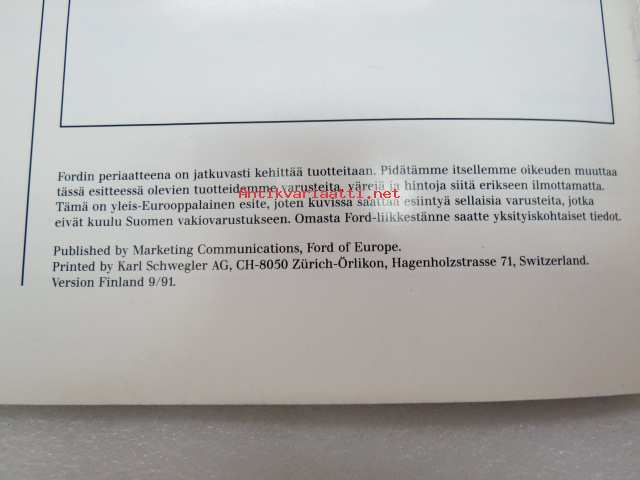 Fordin periaatteena on jatkuvasti kehittää tuotteitaan. Pidätämme itsellemme oikeuden muuttaa
tässä esitteessä olevien tuotteidemme varusteita, värejä ja hintoja siitä erikseen ilmottamatta.
Antikvariaatti.net
Tämä on yleis-Eurooppalainen esite, joten kuvissa saattaa esiintyä sellaisia varusteita, jotka
eivät kuulu Suomen vakiovarustukseen. Omasta Ford-liikkestänne saatte yksityiskohtaiset tiedot.
Published by Marketing Communications, Ford of Europe.
Printed by Karl Schwegler AG, CH-8050 Zürich-Örlikon, Hagenholzstrasse 71, Switzerland.
Version Finland 9/91.